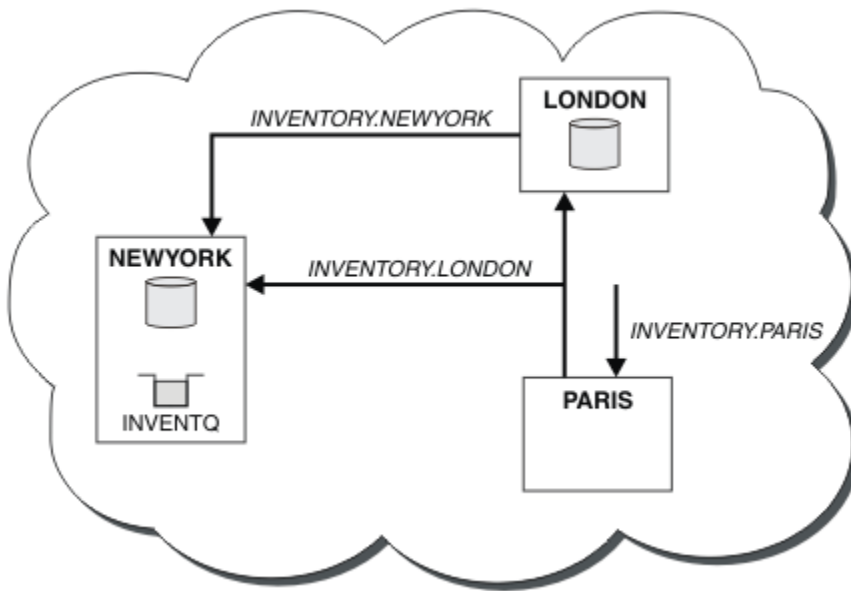 LONDON
INVENTORY.NEWYORK
NEWYORK
INVENTORY.LONDON
INVENTORY.PARIS
PARIS
INVENTQ